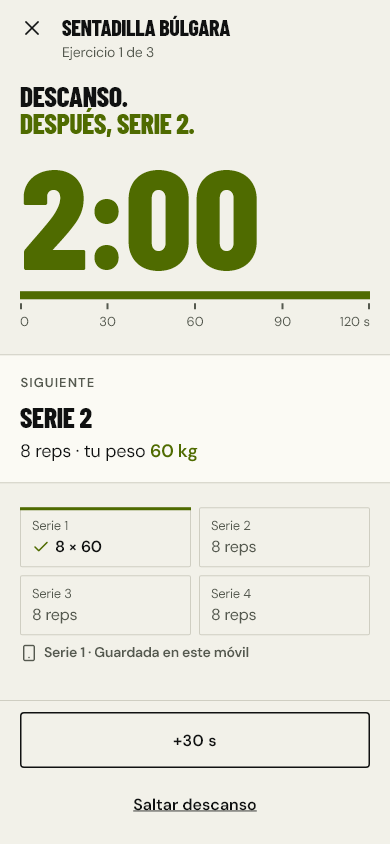 SENTADILLA BÚLGARA
Ejercicio 1 de 3
DESCANSO.
DESPUÉS, SERIE 2.
2:00
0 30 60 90 120 s
SIGUIENTE
SERIE 2
8 reps · tu peso 60 kg
Serie 1
8 × 60
Serie 2
8 reps
Serie 3
8 reps
Serie 4
8 reps
Serie 1 · Guardada en este móvil
+30 s
Saltar descanso